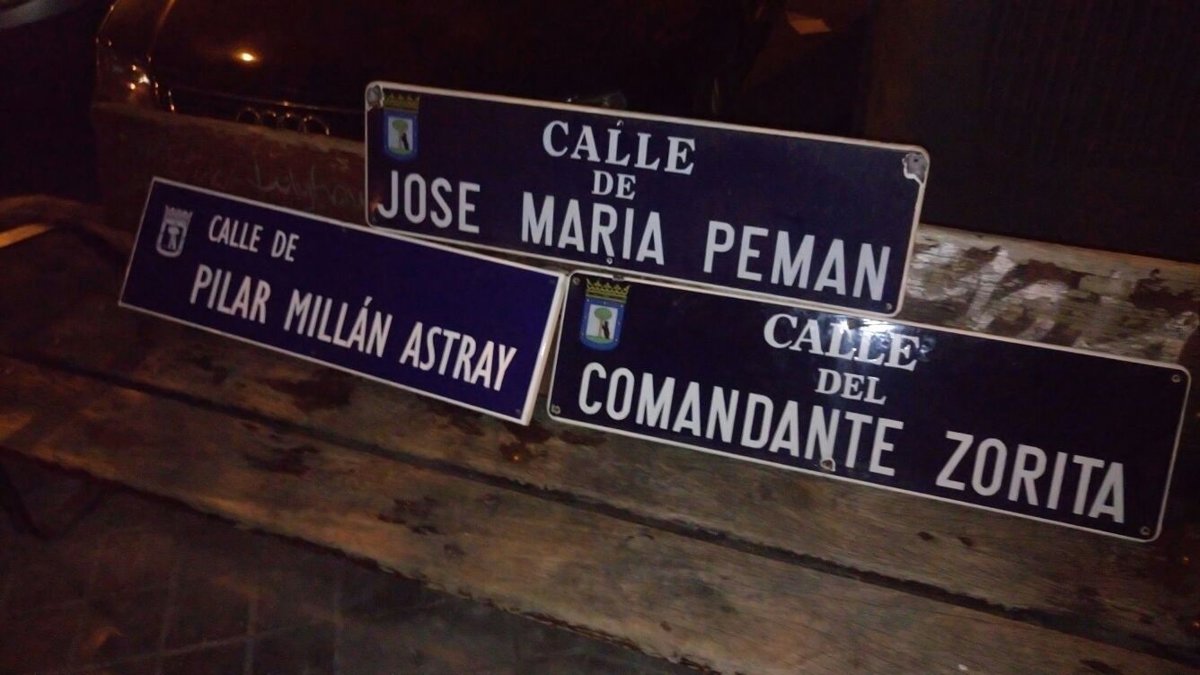 CALLE
DE
JOSE MARIA PEMAN
CALLE DE
PILAR MILLÁN ASTRAY
CALLE
DEL
COMANDANTE ZORITA